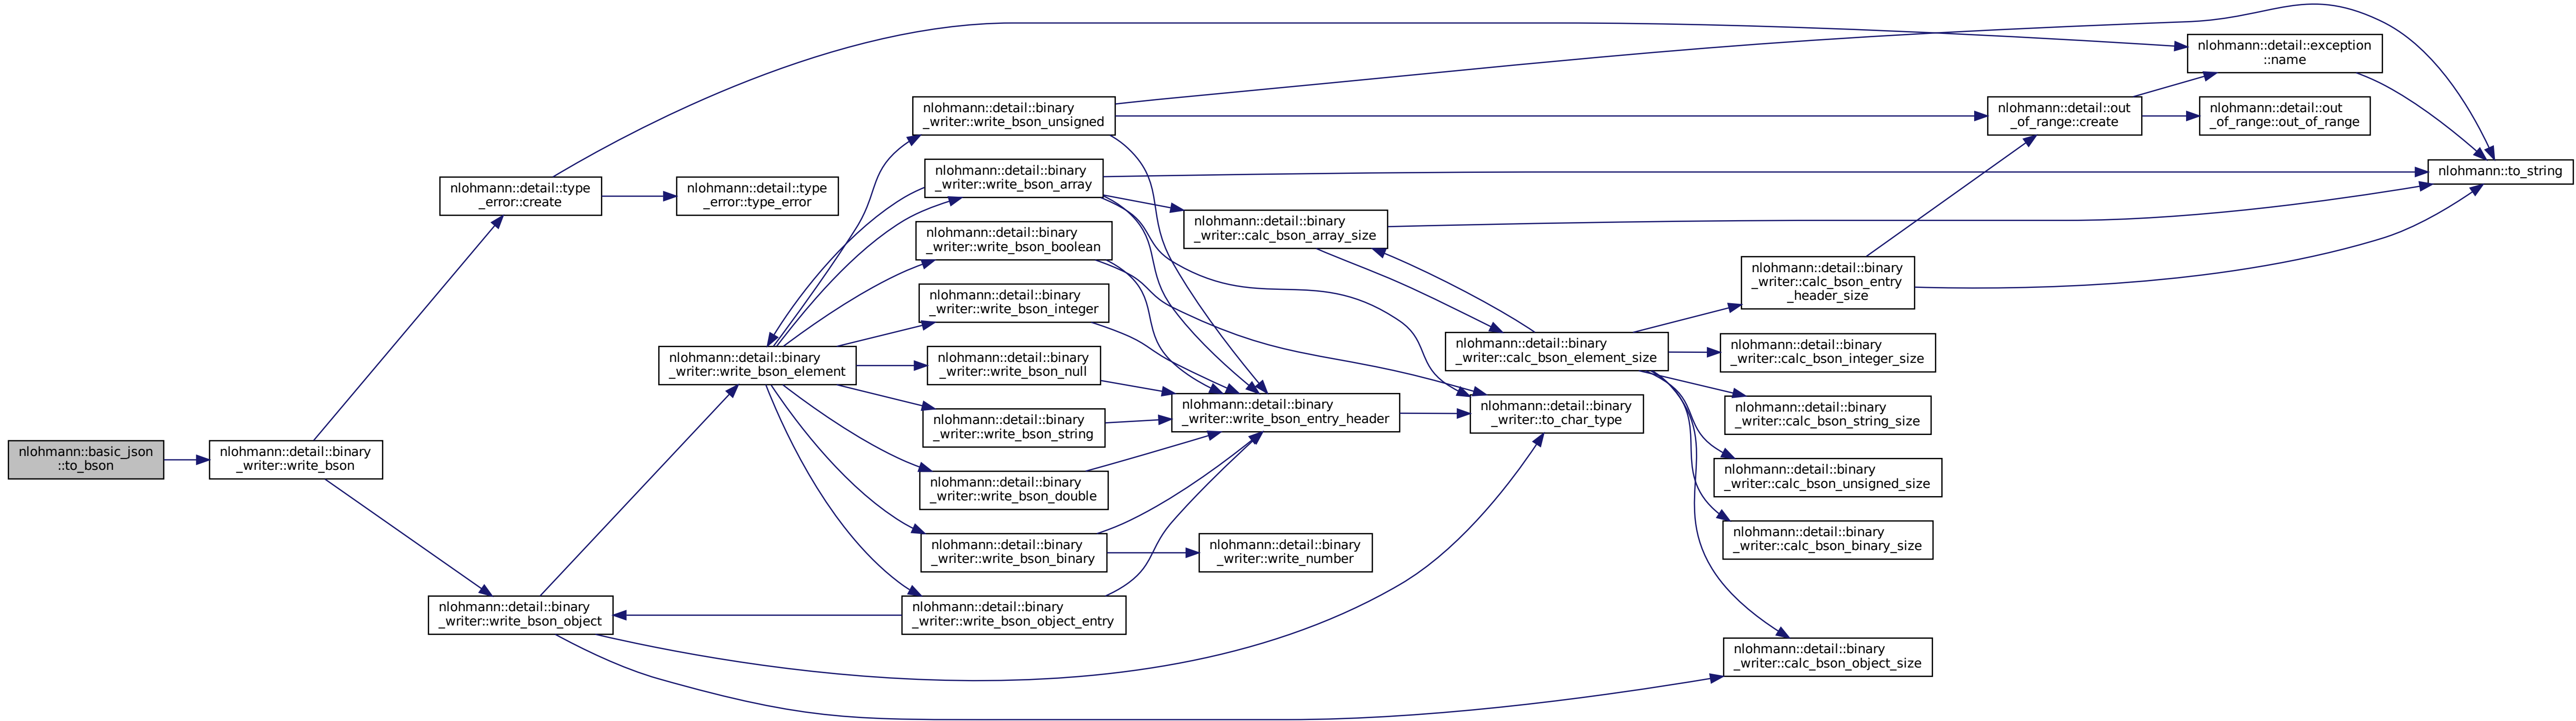 nlohmann::basic_json
::to_bson
nlohmann::detail::binary
_writer::write_bson
nlohmann::detail::type
_error::create
nlohmann::detail::type
_error::type_error
nlohmann::detail::binary
_writer::write_bson_object
nlohmann::detail::binary
_writer::write_bson_element
nlohmann::detail::binary
_writer::write_bson_unsigned
nlohmann::detail::binary
_writer::write_bson_array
nlohmann::detail::binary
_writer::write_bson_boolean
nlohmann::detail::binary
_writer::write_bson_integer
nlohmann::detail::binary
_writer::write_bson_null
nlohmann::detail::binary
_writer::write_bson_string
nlohmann::detail::binary
_writer::write_bson_double
nlohmann::detail::binary
_writer::write_bson_binary
nlohmann::detail::binary
_writer::write_bson_object_entry
nlohmann::detail::binary
_writer::calc_bson_array_size
nlohmann::detail::binary
_writer::write_bson_entry_header
nlohmann::detail::binary
_writer::write_number
nlohmann::detail::binary
_writer::calc_bson_element_size
nlohmann::detail::binary
_writer::to_char_type
nlohmann::detail::binary
_writer::calc_bson_entry
_header_size
nlohmann::detail::binary
_writer::calc_bson_integer_size
nlohmann::detail::binary
_writer::calc_bson_string_size
nlohmann::detail::binary
_writer::calc_bson_unsigned_size
nlohmann::detail::binary
_writer::calc_bson_binary_size
nlohmann::detail::binary
_writer::calc_bson_object_size
nlohmann::detail::out
_of_range::create
nlohmann::detail::exception
::name
nlohmann::detail::out
_of_range::out_of_range
nlohmann::to_string